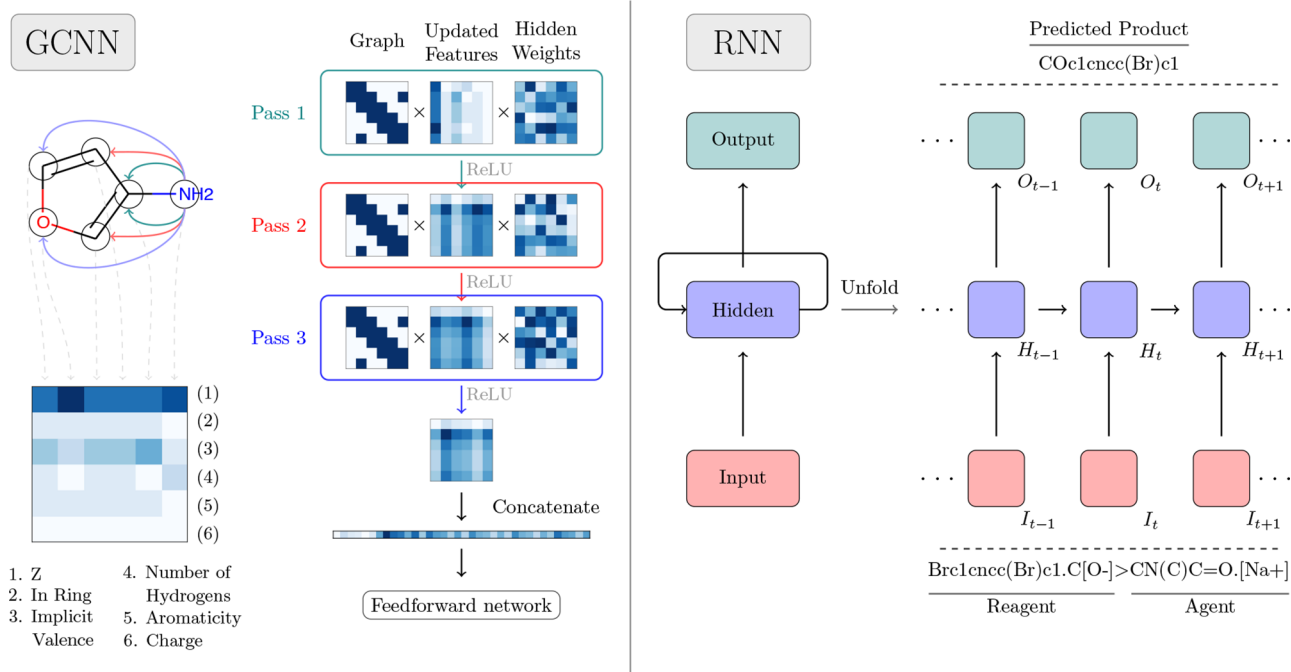 GCNN
Graph
Updated
Features
Hidden
Weights
Pass 1
×
×
ReLU
Pass 2
×
×
ReLU
Pass 3
×
×
ReLU
Concatenate
Feedforward network
O
NH2
(1)
(2)
(3)
(4)
(5)
(6)
1. Z
2. In Ring
3. Implicit
Valence
4. Number of
Hydrogens
5. Aromaticity
6. Charge
RNN
Output
Hidden
Input
Unfold
Predicted Product
COc1cncc(Br)c1
· · ·
· · ·
O_{t−1}
O_t
O_{t+1}
· · ·
· · ·
H_{t−1}
H_t
H_{t+1}
· · ·
· · ·
I_{t−1}
I_t
I_{t+1}
Brc1cncc(Br)c1.C[O-]>CN(C)C=O.[Na+]
Reagent
Agent